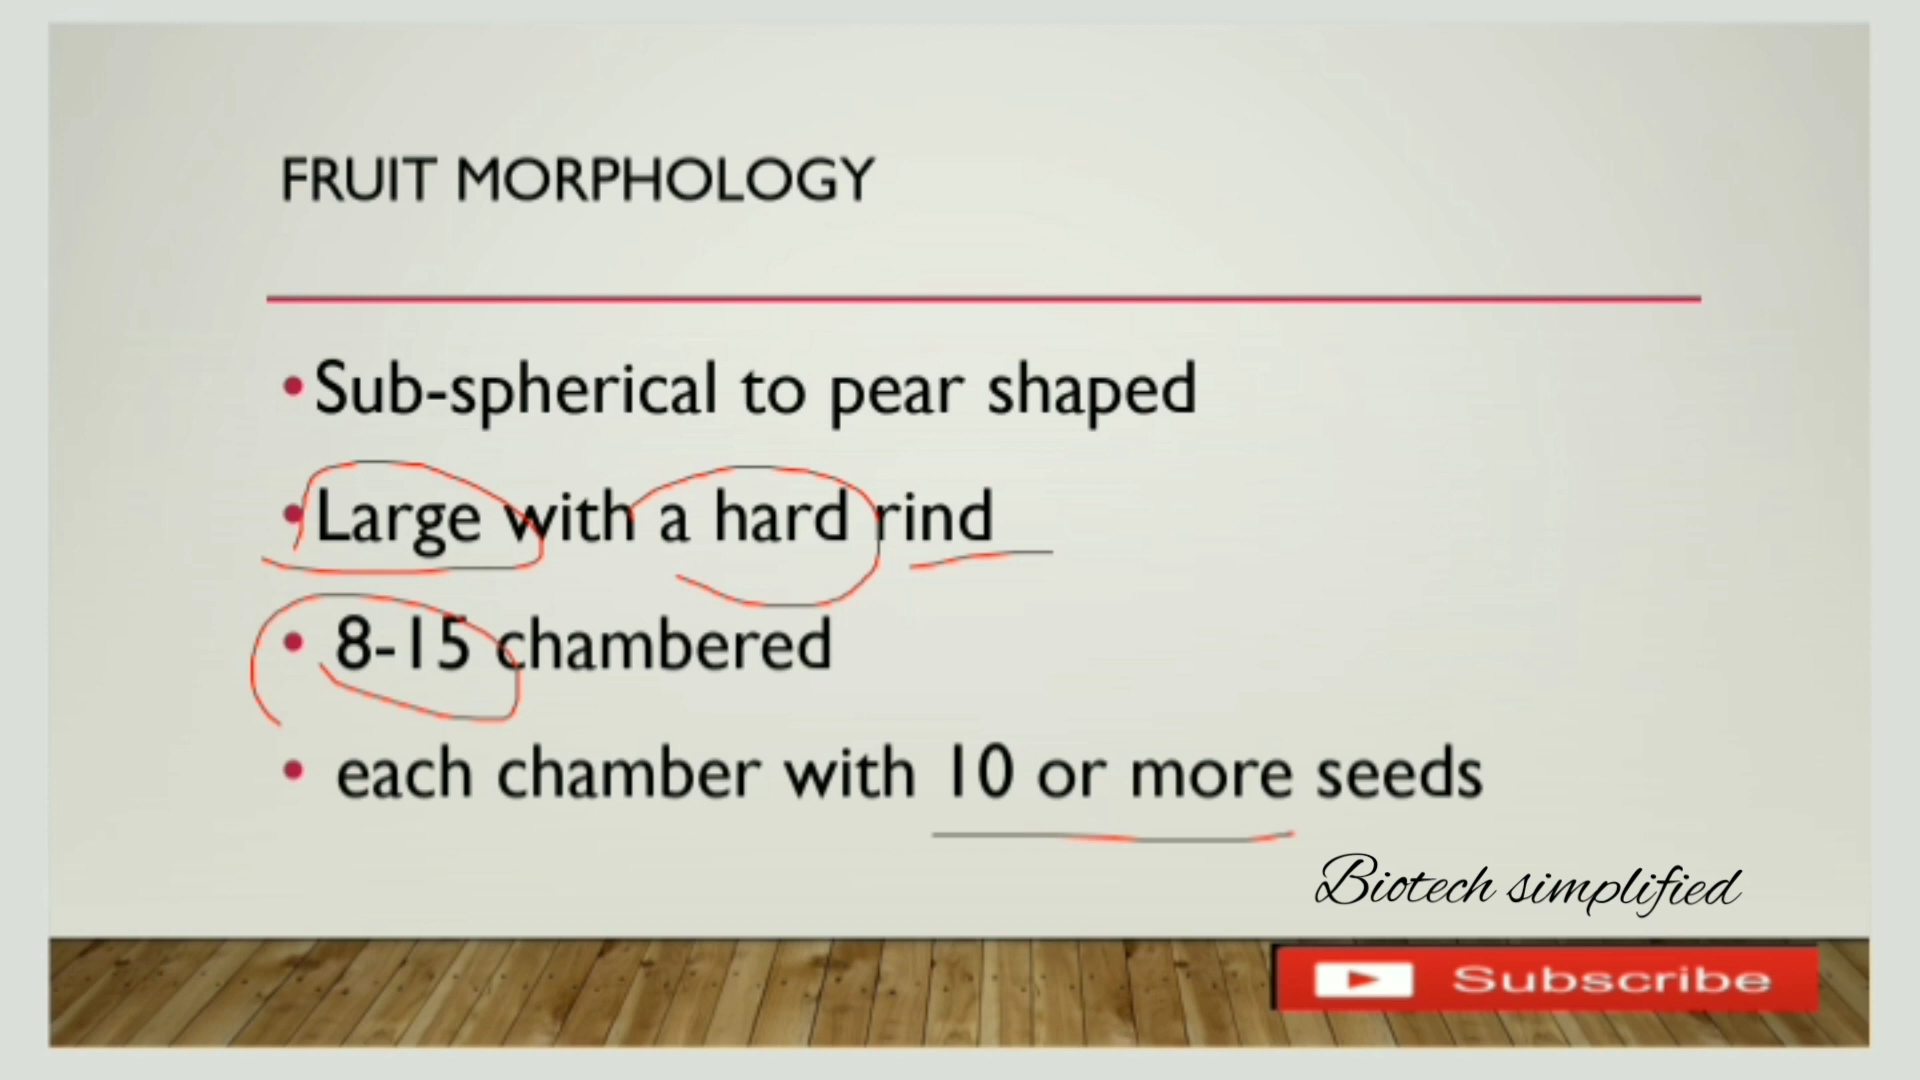 FRUIT MORPHOLOGY
• Sub-spherical to pear shaped
• Large with a hard rind
• 8-15 chambered
• each chamber with 10 or more seeds
Biotech simplified
Subscribe